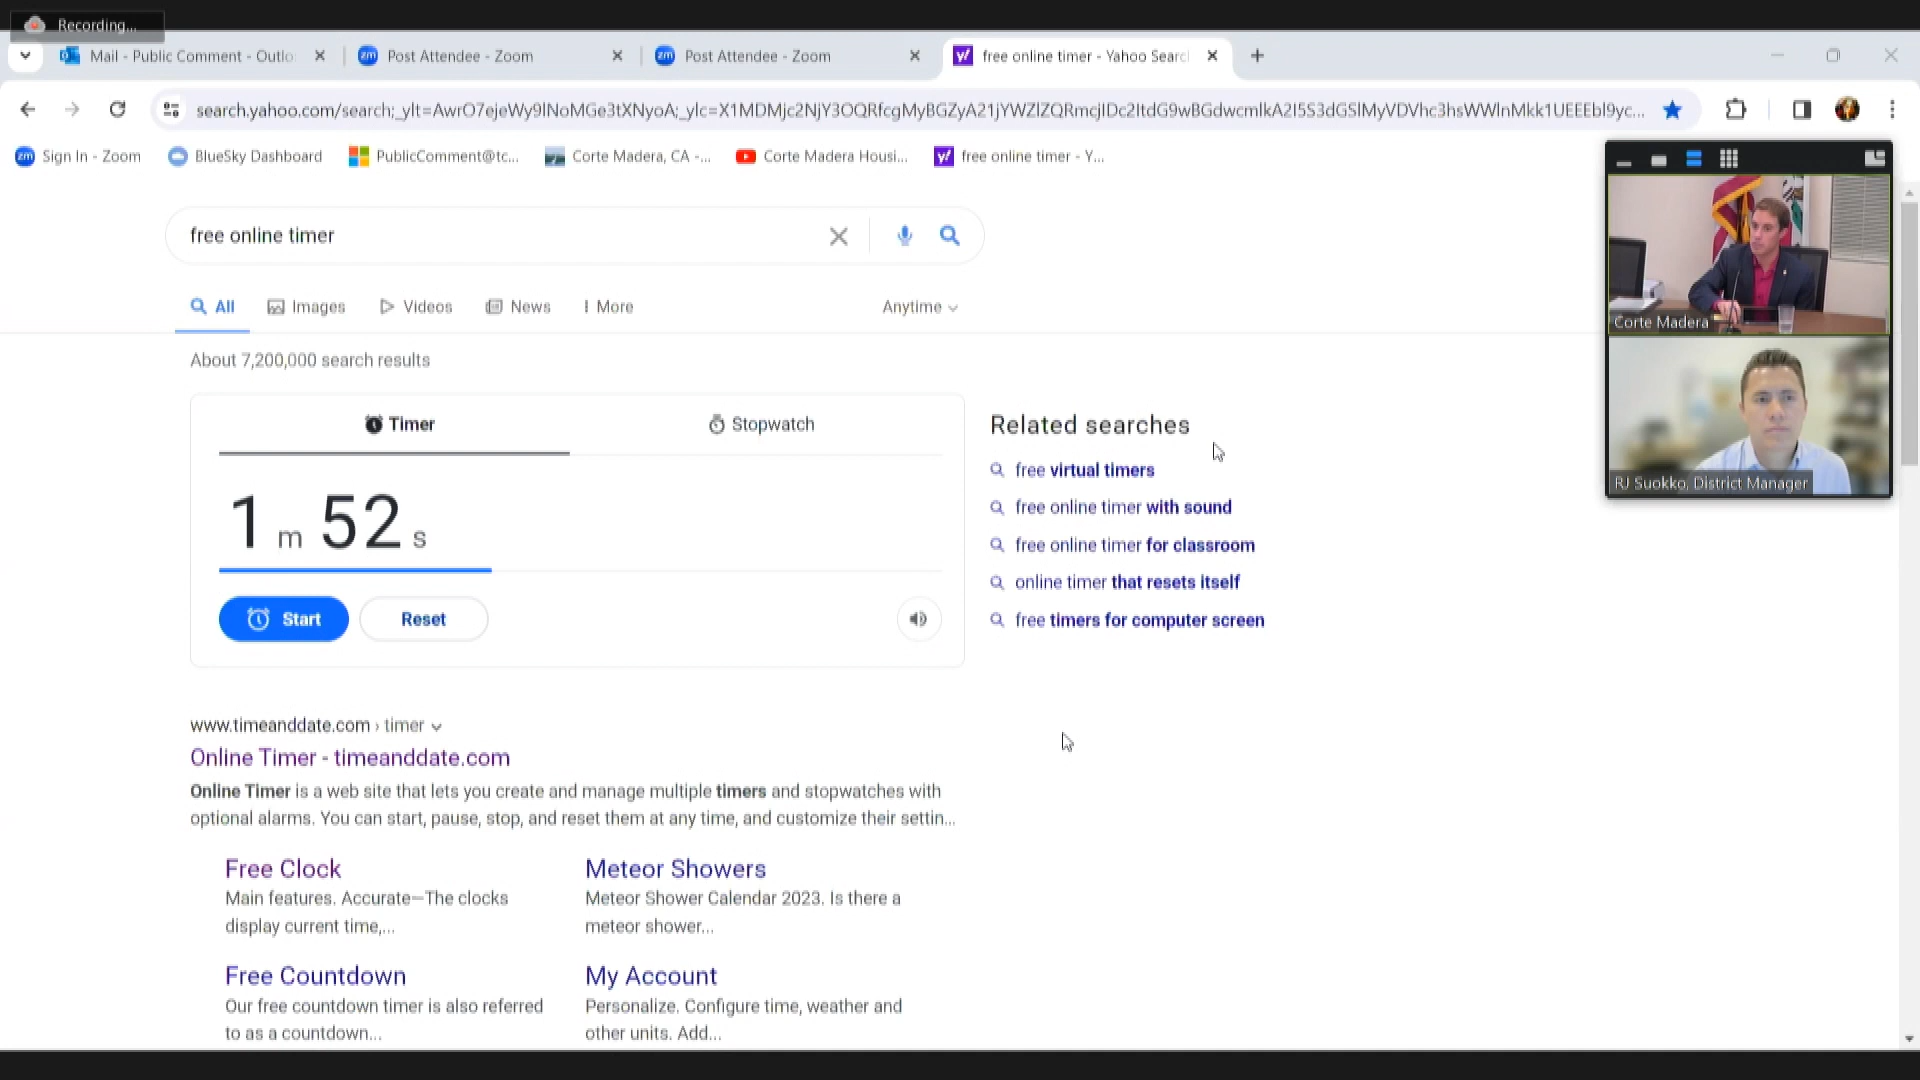 Recording...
Mail - Public Comment - Outlo
Post Attendee - Zoom
Post Attendee - Zoom
free online timer - Yahoo Searc
Sign In - Zoom
BlueSky Dashboard
PublicComment@tc...
Corte Madera, CA -...
Corte Madera Housi...
free online timer - Y...
free online timer
All
Images
Videos
News
More
Anytime
About 7,200,000 search results
Timer
Stopwatch
1 m 52 s
Start
Reset
Related searches
free virtual timers
free online timer with sound
free online timer for classroom
online timer that resets itself
free timers for computer screen
Corte Madera
RJ Suokko, District Manager
www.timeanddate.com › timer
Online Timer - timeanddate.com
Online Timer is a web site that lets you create and manage multiple timers and stopwatches with
optional alarms. You can start, pause, stop, and reset them at any time, and customize their settin...
Free Clock
Main features. Accurate—The clocks
display current time,...
Meteor Showers
Meteor Shower Calendar 2023. Is there a
meteor shower...
Free Countdown
Our free countdown timer is also referred
to as a countdown...
My Account
Personalize. Configure time, weather and
other units. Add...